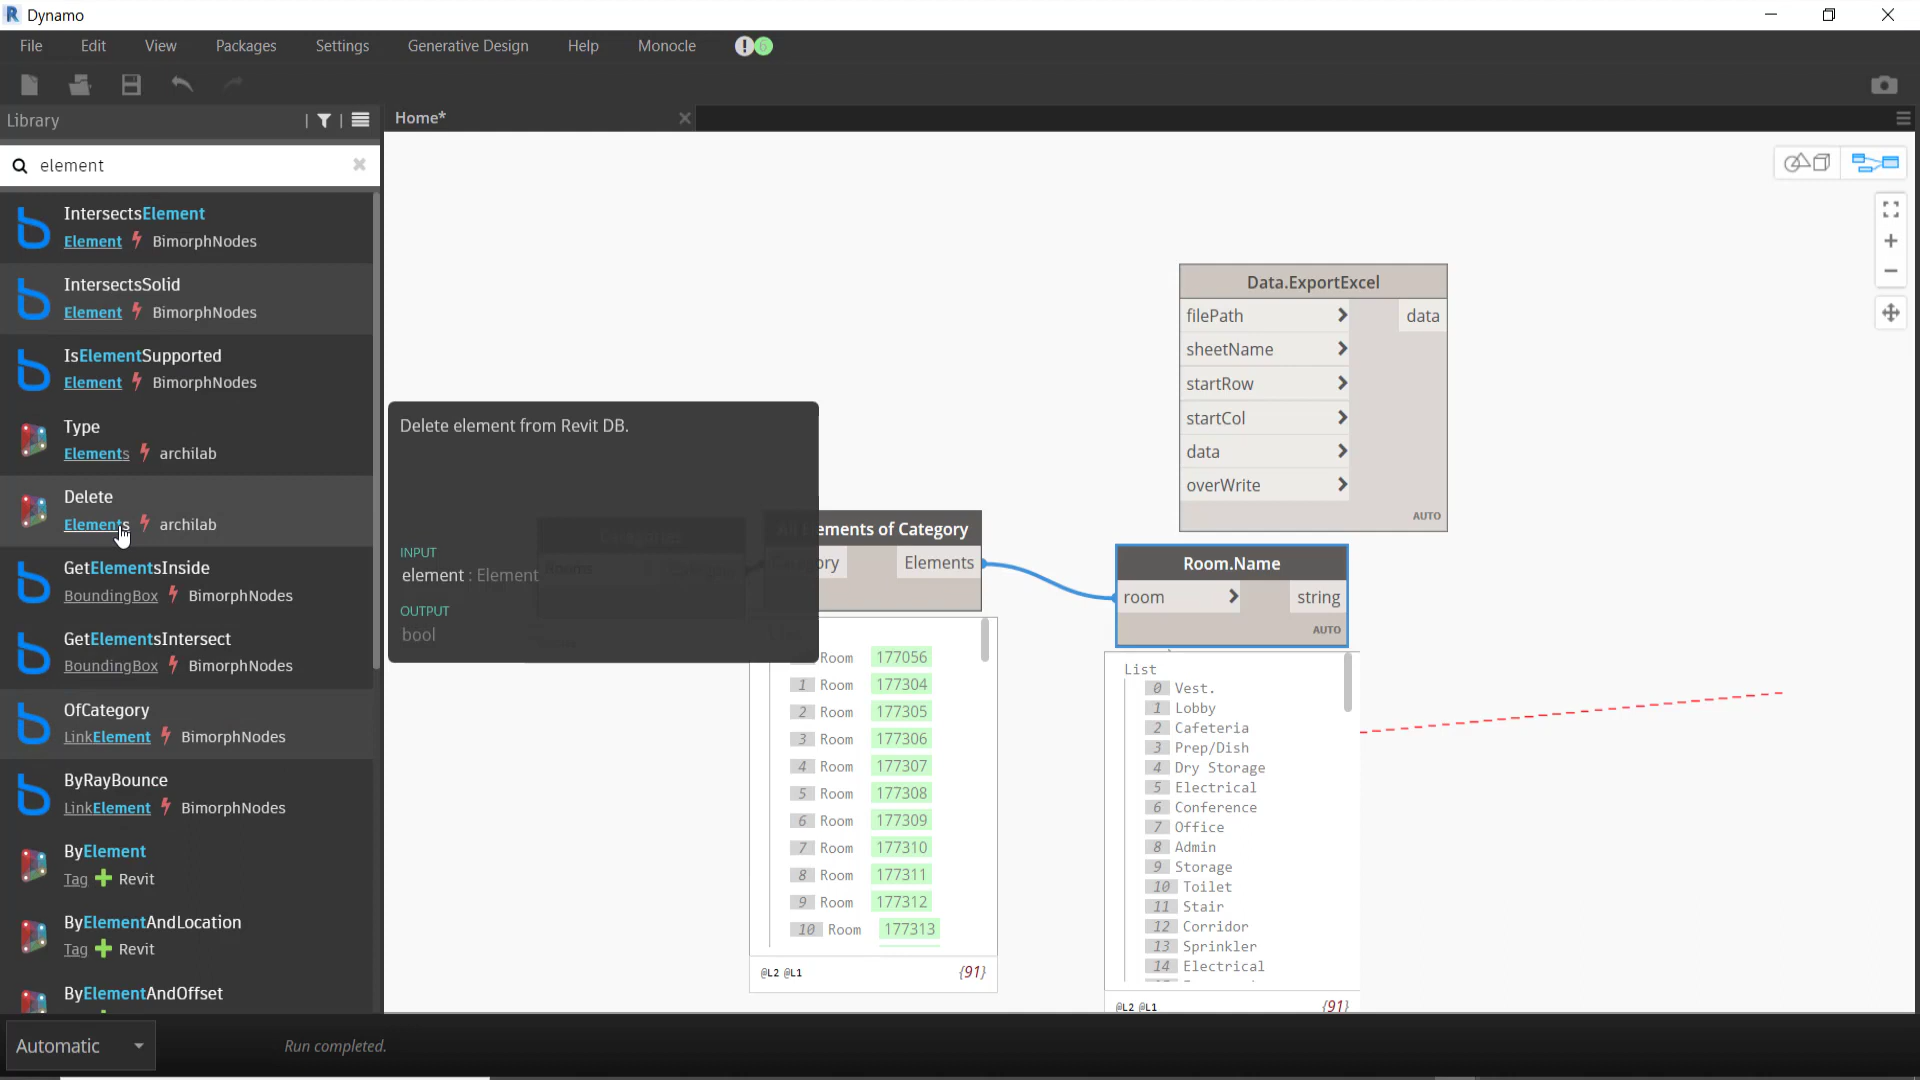 Dynamo
File Edit View Packages Settings Generative Design Help Monocle 6
Library
Home*
element
IntersectsElement
Element BimorphNodes
IntersectsSolid
Element BimorphNodes
IsElementSupported
Element BimorphNodes
Type
Elements archilab
Delete
Elements archilab
GetElementsInside
BoundingBox BimorphNodes
GetElementsIntersect
BoundingBox BimorphNodes
OfCategory
LinkElement BimorphNodes
ByRayBounce
LinkElement BimorphNodes
ByElement
Tag Revit
ByElementAndLocation
Tag Revit
ByElementAndOffset
Delete element from Revit DB.
INPUT
element : Element
OUTPUT
bool
Categories
All Elements of Category
Category Elements
Room 177056
1 Room 177304
2 Room 177305
3 Room 177306
4 Room 177307
5 Room 177308
6 Room 177309
7 Room 177310
8 Room 177311
9 Room 177312
10 Room 177313
@L2 @L1 {91}
Data.ExportExcel
filePath > data
sheetName >
startRow >
startCol >
data >
overWrite >
AUTO
Room.Name
room > string
AUTO
List
0 Vest.
1 Lobby
2 Cafeteria
3 Prep/Dish
4 Dry Storage
5 Electrical
6 Conference
7 Office
8 Admin
9 Storage
10 Toilet
11 Stair
12 Corridor
13 Sprinkler
14 Electrical
@L2 @L1 {91}
Automatic
Run completed.